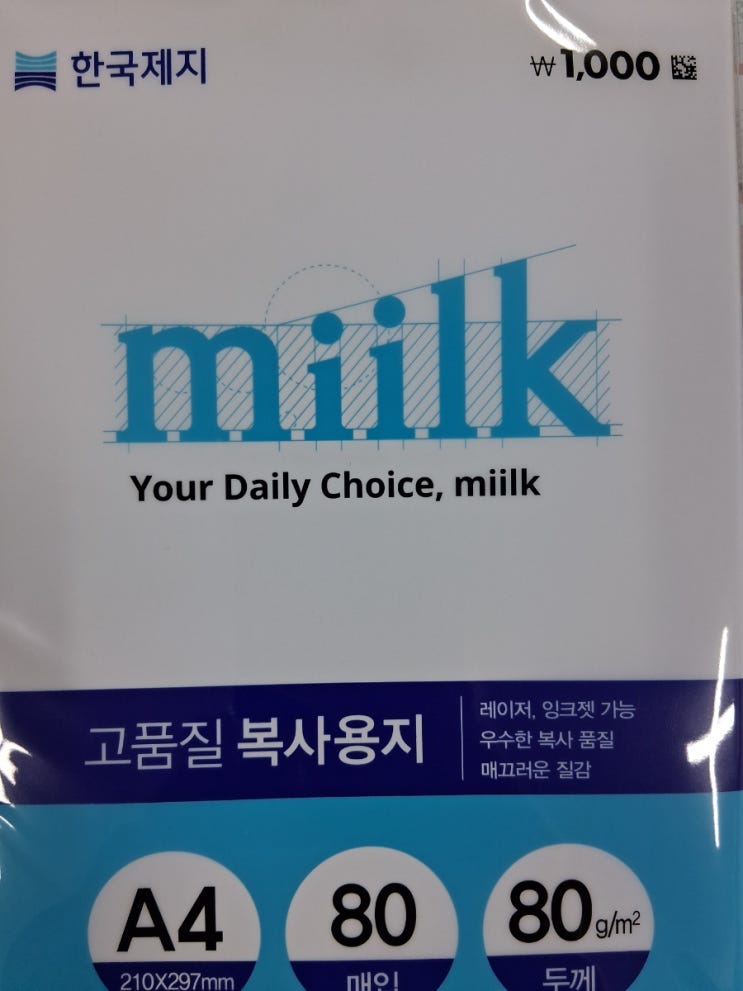 한국제지
₩1,000
miilk
Your Daily Choice, miilk
고품질 복사용지
레이저, 잉크젯 가능
우수한 복사 품질
매끄러운 질감
A4
210X297mm
80
매입
80g/m²
두께